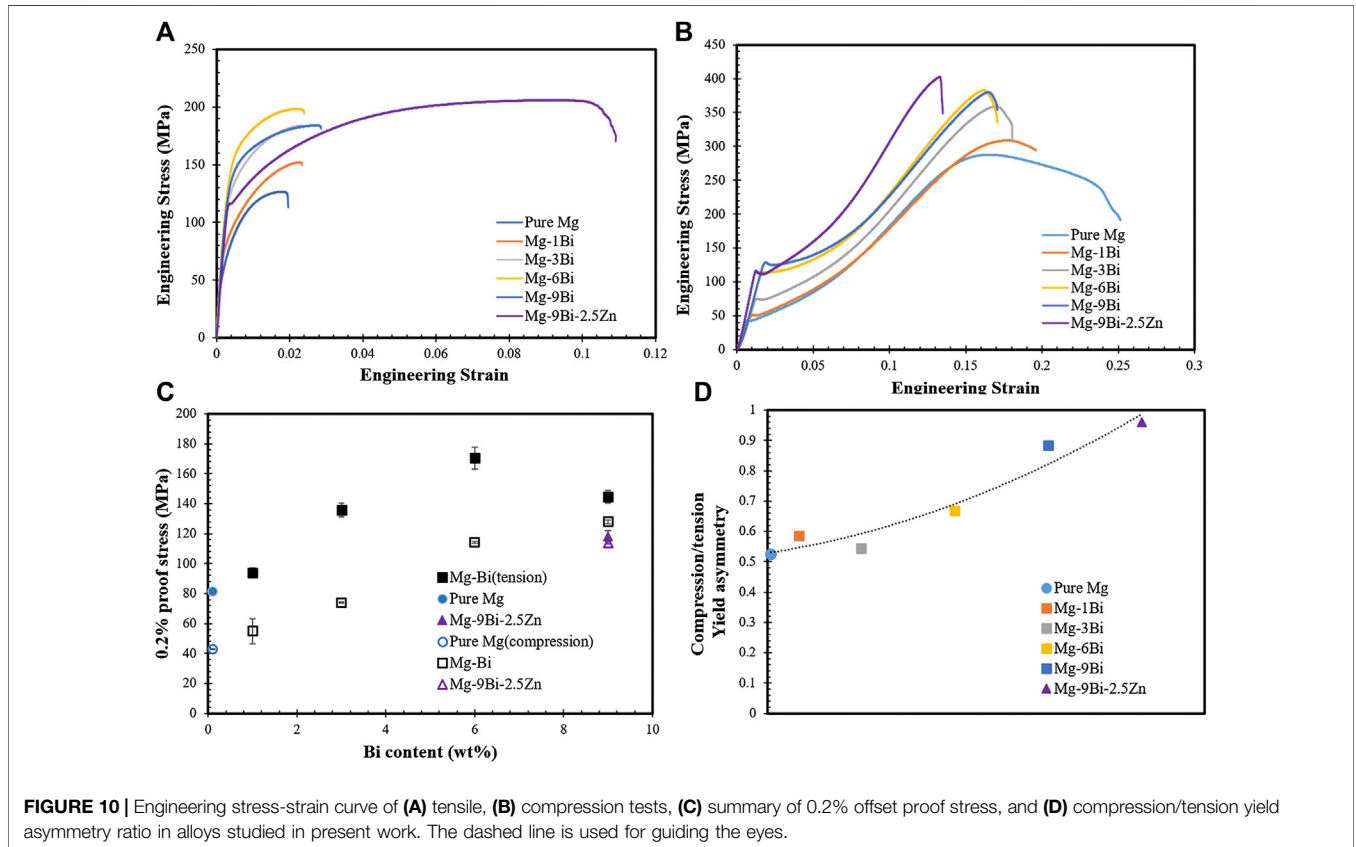 A
Engineering Stress (MPa)
250
200
150
100
50
0
0
0.02
0.04
0.06
0.08
0.1
0.12
Engineering Strain
Pure Mg
Mg-1Bi
Mg-3Bi
Mg-6Bi
Mg-9Bi
Mg-9Bi-2.5Zn
B
Engineering Stress (MPa)
450
400
350
300
250
200
150
100
50
0
0
0.05
0.1
0.15
0.2
0.25
0.3
Engineering Strain
Pure Mg
Mg-1Bi
Mg-3Bi
Mg-6Bi
Mg-9Bi
Mg-9Bi-2.5Zn
C
0.2% proof stress (MPa)
200
180
160
140
120
100
80
60
40
20
0
0
2
4
6
8
10
Bi content (wt%)
Mg-Bi(tension)
Pure Mg
Mg-9Bi-2.5Zn
Pure Mg(compression)
Mg-Bi
Mg-9Bi-2.5Zn
D
Compression/tension
Yield asymmetry
1
0.9
0.8
0.7
0.6
0.5
0.4
0.3
0.2
0.1
0
Pure Mg
Mg-1Bi
Mg-3Bi
Mg-6Bi
Mg-9Bi
Mg-9Bi-2.5Zn
FIGURE 10 | Engineering stress-strain curve of (A) tensile, (B) compression tests, (C) summary of 0.2% offset proof stress, and (D) compression/tension yield
asymmetry ratio in alloys studied in present work. The dashed line is used for guiding the eyes.